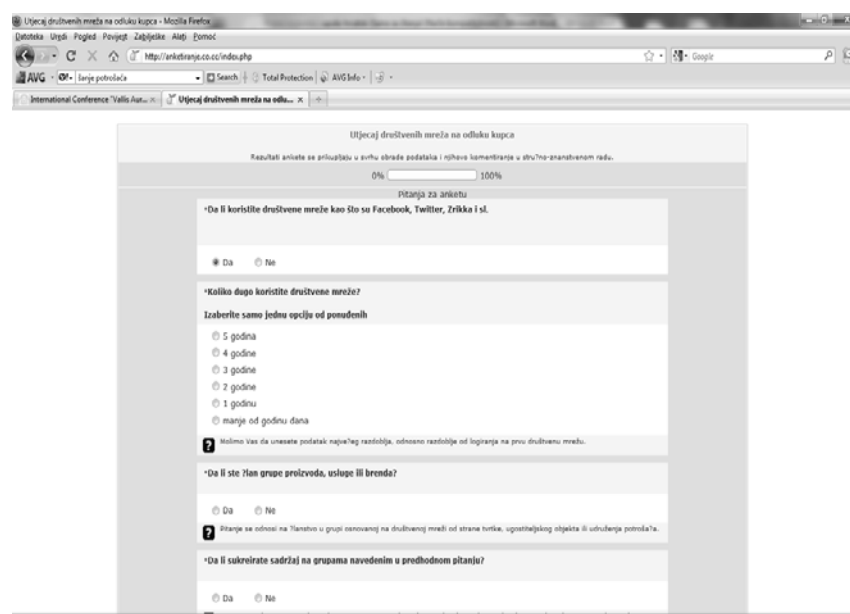 Utjecaj društvenih mreža na odluku kupca - Mozilla Firefox
Datoteka Uredi Pogled Povijest Zabilješke Alati Pomoć
http://anketiranje.co.cc/index.php
Google
AVG
Search Total Protection AVG Info
International Conference "Vallis Aur... Utjecaj društvenih mreža na odlu...
Utjecaj društvenih mreža na odluku kupca
Rezultati ankete se prikupljaju u svrhu obrade podataka i njihovo komentiranje u stru?no-znanstvenom radu.
0% 100%
Pitanja za anketu
*Da li koristite društvene mreže kao što su Facebook, Twitter, Zrikka i sl.
Da Ne
*Koliko dugo koristite društvene mreže?
Izaberite samo jednu opciju od ponuđenih
5 godina
4 godine
3 godine
2 godine
1 godinu
manje od godinu dana
? Molimo Vas da unesete podatak najve?eg razdoblja, odnosno razdoblje od logiranja na prvu društvenu mrežu.
*Da li ste ?lan grupe proizvoda, usluge ili brenda?
Da Ne
? Pitanje se odnosi na ?lanstvo u grupi osnovanoj na društvenoj mreži od strane tvrtke, ugostiteljskog objekta ili udruženja potroša?a.
*Da li sukreirate sadržaj na grupama navedenim u predhodnom pitanju?
Da Ne